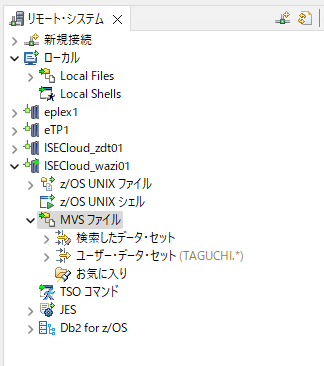 リモート・システム
新規接続
ローカル
Local Files
Local Shells
eplex1
eTP1
ISECloud_zdt01
ISECloud_wazi01
z/OS UNIX ファイル
z/OS UNIX シェル
MVS ファイル
検索したデータ・セット
ユーザー・データ・セット (TAGUCHI.*)
お気に入り
TSO コマンド
JES
Db2 for z/OS